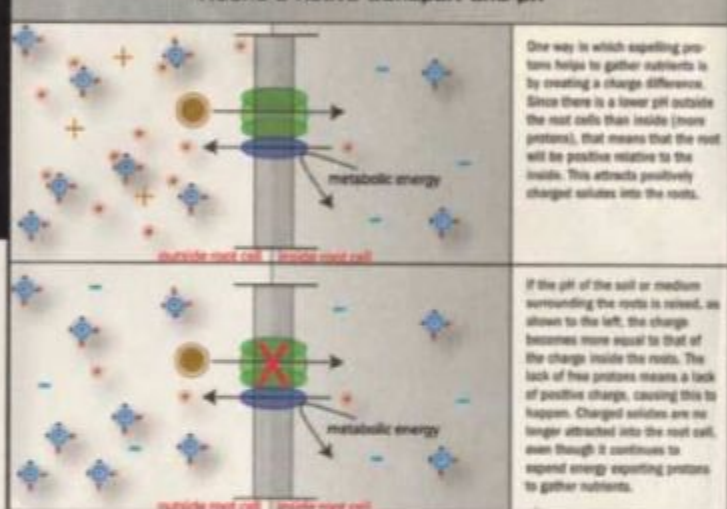 Active Transport and pH
One way in which expelling pro-
tons helps to gather nutrients is
by creating a charge difference.
Since there is a lower pH outside
the root cells than inside (more
protons), that means that the root
will be positive relative to the
inside. This attracts positively
charged solutes into the roots.
metabolic energy
outside root cell
inside root cell
If the pH of the soil or medium
surrounding the roots is raised, as
shown to the left, the charge
becomes more equal to that of
the charge inside the roots. The
lack of free protons means a lack
of positive charge, causing this to
happen. Charged solutes are no
longer attracted into the root cell,
even though it continues to
expend energy exporting protons
to gather nutrients.
metabolic energy
outside root cell
inside root cell